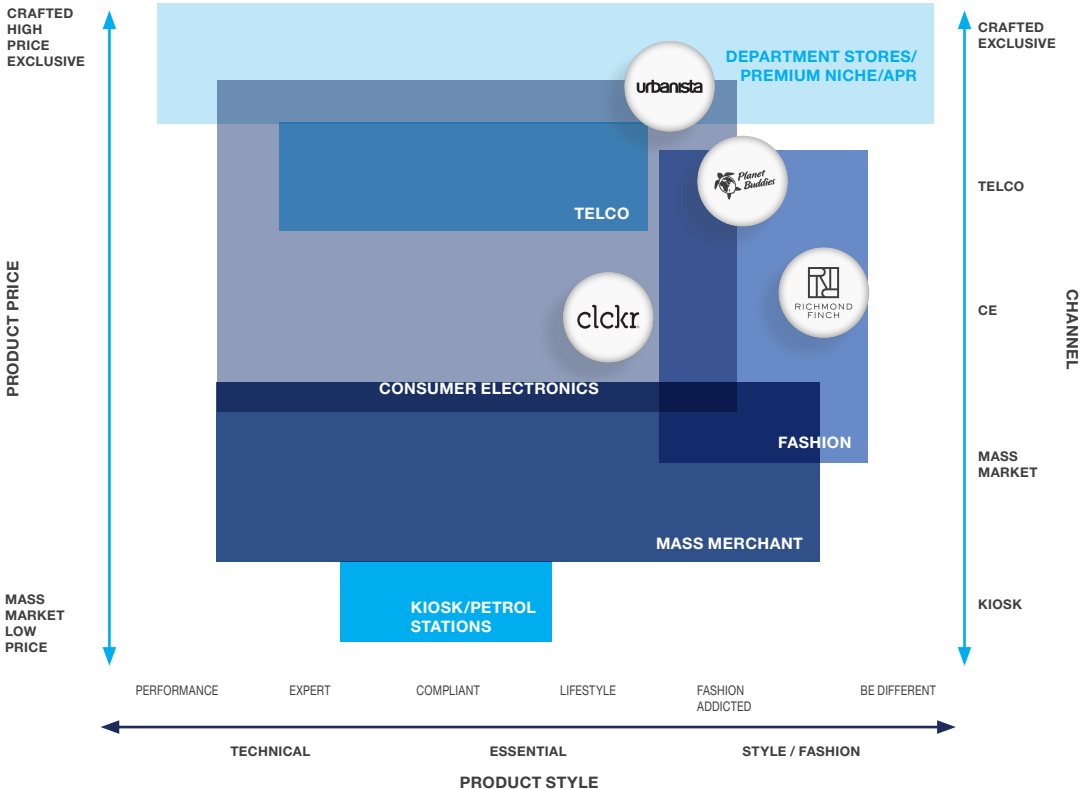 CRAFTED
HIGH
PRICE
EXCLUSIVE
CRAFTED
EXCLUSIVE
DEPARTMENT STORES/
PREMIUM NICHE/APR
urbanista
Planet
Buddies
TELCO
TELCO
RICHMOND
FINCH
clckr
CE
PRODUCT PRICE
CHANNEL
CONSUMER ELECTRONICS
FASHION
MASS
MARKET
MASS MERCHANT
MASS
MARKET
LOW
PRICE
KIOSK/PETROL
STATIONS
KIOSK
PERFORMANCE
EXPERT
COMPLIANT
LIFESTYLE
FASHION
ADDICTED
BE DIFFERENT
TECHNICAL
ESSENTIAL
STYLE / FASHION
PRODUCT STYLE